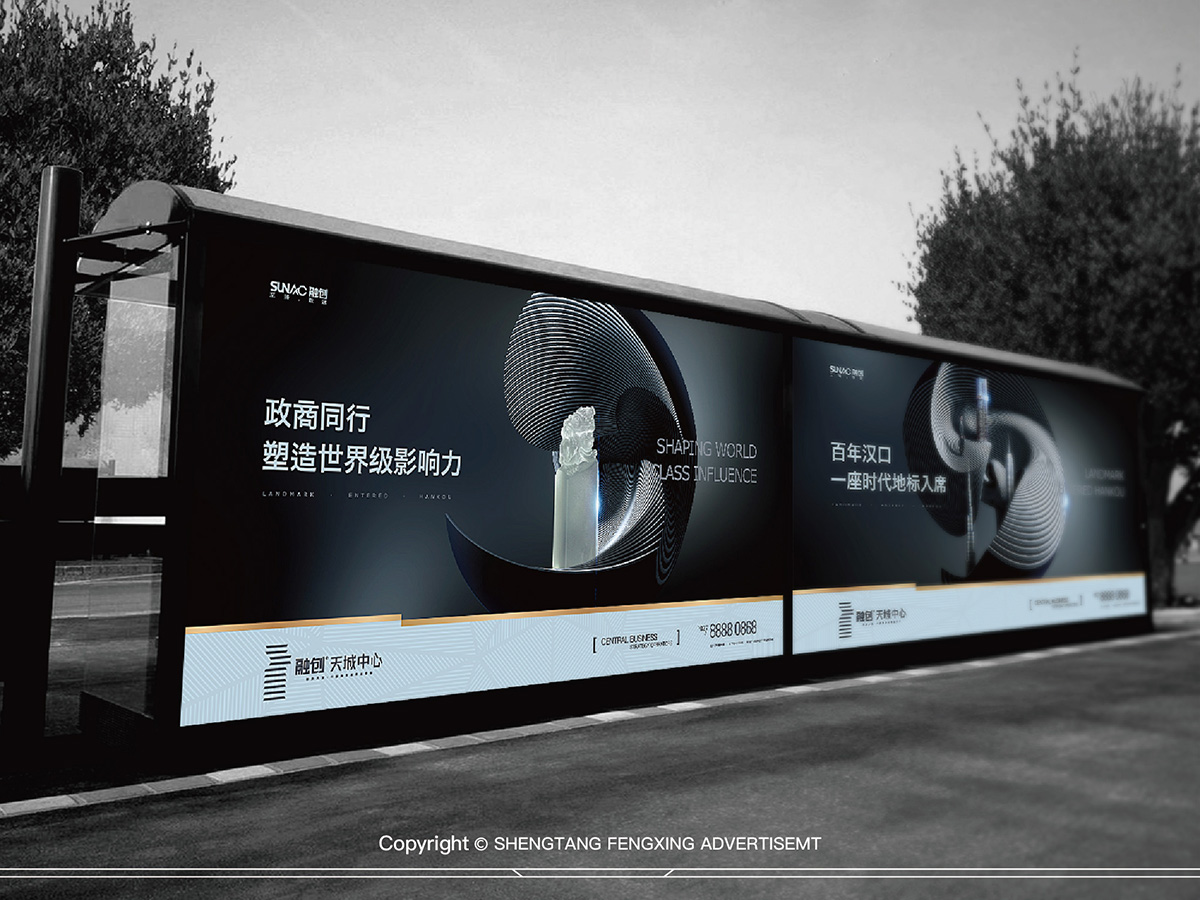 SUNAC 融创
政商同行
塑造世界级影响力
LANDMARK · ENTERED · HANKOU
SHAPING WORLD
CLASS INFLUENCE
融创 天城中心
[ CENTRAL BUSINESS
8888 0868
SUNAC 融创
百年汉口
一座时代地标入席
LANDMARK
融创 天城中心
8888 0868
Copyright © SHENGTANG FENGXING ADVERTISEMT